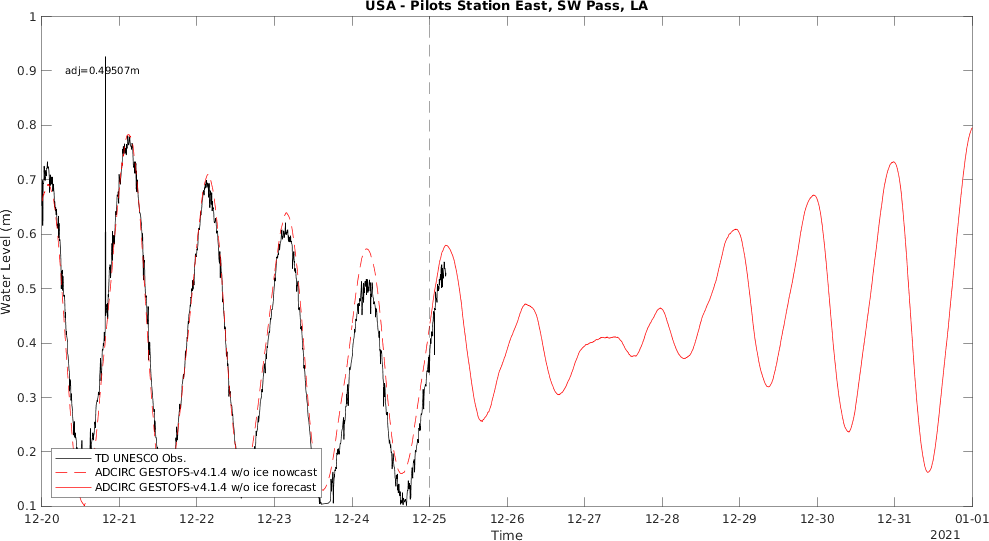 USA - Pilots Station East, SW Pass, LA
1
0.9
0.8
0.7
0.6
0.5
0.4
0.3
0.2
0.1
Water Level (m)
adj=0.49507m
TD UNESCO Obs.
ADCIRC GESTOFS-v4.1.4 w/o ice nowcast
ADCIRC GESTOFS-v4.1.4 w/o ice forecast
12-20 12-21 12-22 12-23 12-24 12-25 12-26 12-27 12-28 12-29 12-30 12-31 01-01
Time
2021